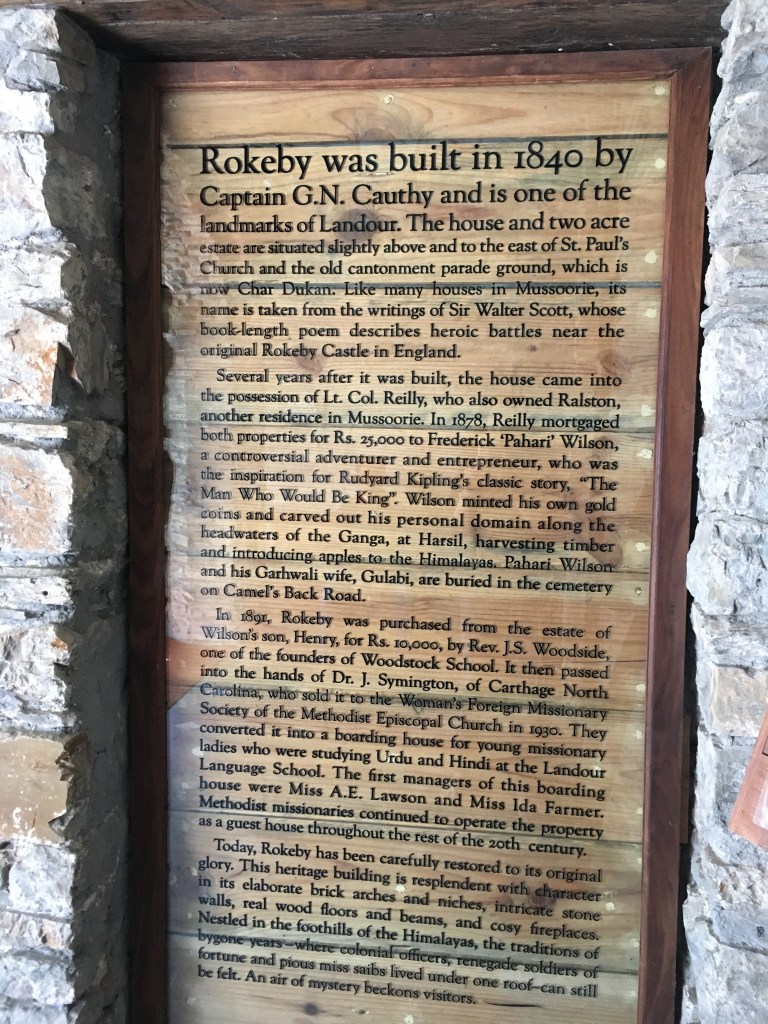 Rokeby was built in 1840 by
Captain G.N. Cauthy and is one of the
landmarks of Landour. The house and two acre
estate are situated slightly above and to the east of St. Paul's
Church and the old cantonment parade ground, which is
now Char Dukan. Like many houses in Mussoorie, its
name is taken from the writings of Sir Walter Scott, whose
book-length poem describes heroic battles near the
original Rokeby Castle in England.
Several years after it was built, the house came into
the possession of Lt. Col. Reilly, who also owned Ralston,
another residence in Mussoorie. In 1878, Reilly mortgaged
both properties for Rs. 25,000 to Frederick 'Pahari' Wilson,
a controversial adventurer and entrepreneur, who was
the inspiration for Rudyard Kipling's classic story, "The
Man Who Would Be King". Wilson minted his own gold
coins and carved out his personal domain along the
headwaters of the Ganga, at Harsil, harvesting timber
and introducing apples to the Himalayas. Pahari Wilson
and his Garhwali wife, Gulabi, are buried in the cemetery
on Camel's Back Road.
In 1891, Rokeby was purchased from the estate of
Wilson's son, Henry, for Rs. 10,000, by Rev. J.S. Woodside,
one of the founders of Woodstock School. It then passed
into the hands of Dr. J. Symington, of Carthage North
Carolina, who sold it to the Woman's Foreign Missionary
Society of the Methodist Episcopal Church in 1930. They
converted it into a boarding house for young missionary
ladies who were studying Urdu and Hindi at the Landour
Language School. The first managers of this boarding
house were Miss A.E. Lawson and Miss Ida Farmer.
Methodist missionaries continued to operate the property
as a guest house throughout the rest of the 20th century.
Today, Rokeby has been carefully restored to its original
glory. This heritage building is resplendent with character
in its elaborate brick arches and niches, intricate stone
walls, real wood floors and beams, and cosy fireplaces.
Nestled in the foothills of the Himalayas, the traditions of
bygone years–where colonial officers, renegade soldiers of
fortune and pious miss saibs lived under one roof–can still
be felt. An air of mystery beckons visitors.